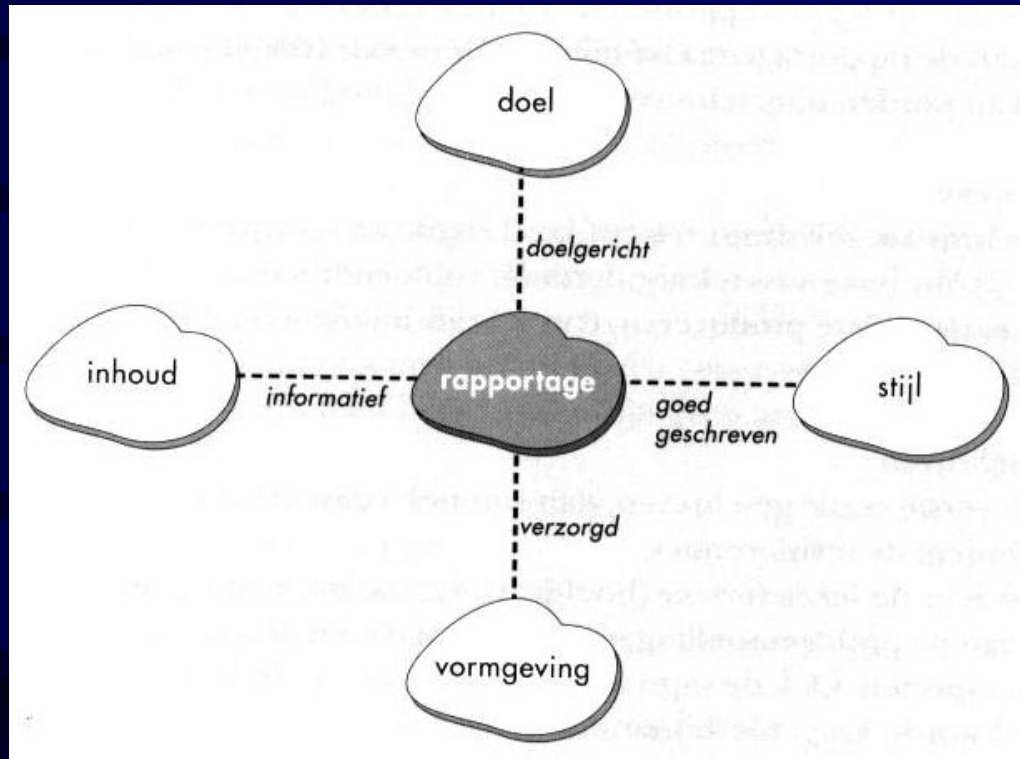 doel
doelgericht
inhoud
informatief
rapportage
goed
geschreven
stijl
verzorgd
vormgeving